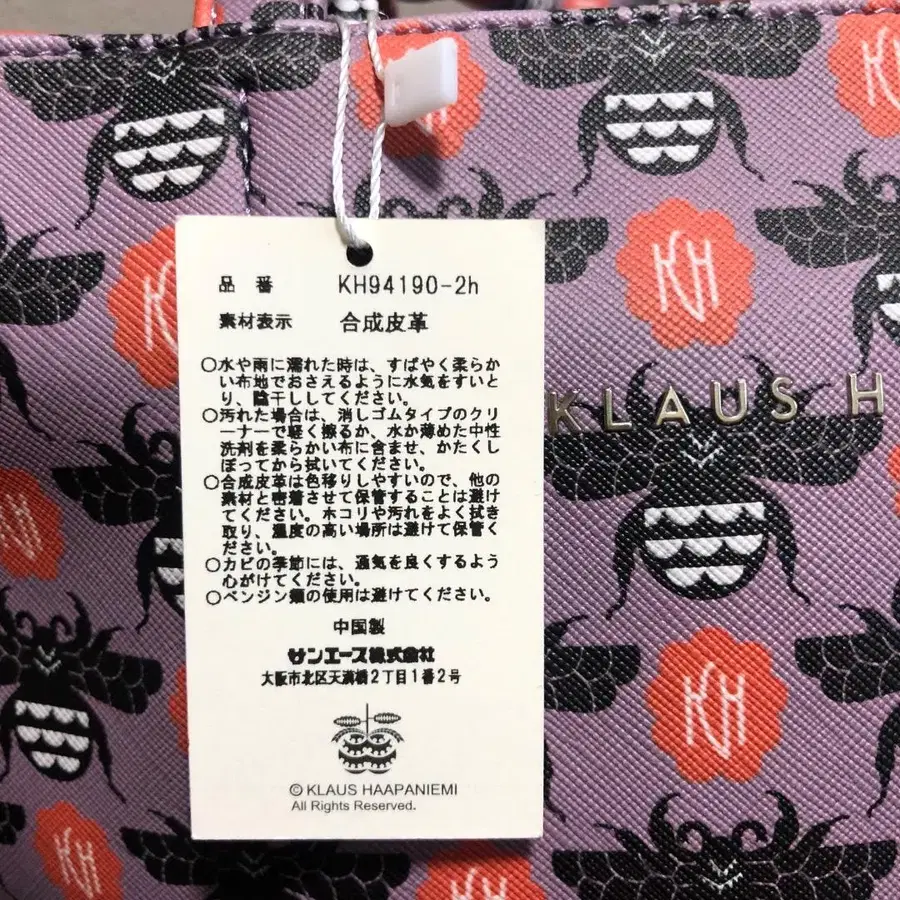 品番 KH94190-2h
素材表示 合成皮革
○水や雨に濡れた時は、すばやく柔らか
い布地でおさえるように水気をすいと
り、陰干ししてください。
○汚れた場合は、消しゴムタイプのクリ
ーナーで軽く擦るか、水か薄めた中性
洗剤を柔らかい布に含ませ、かたくし
ぼってから拭いてください。
○合成皮革は色移りしやすいので、他の
素材と密着させて保管することは避け
てください。ホコリや汚れをよく拭き
取り、温度の高い場所は避けて保管く
ださい。
○カビの季節には、通気を良くするよう
心がけてください。
○ベンジン類の使用は避けてください。
中国製
サンエース株式会社
大阪市北区天満橋2丁目1番2号
© KLAUS HAAPANIEMI
All Rights Reserved.
KLAUS H
KH
KH
KH
KH
KH
KH
KH